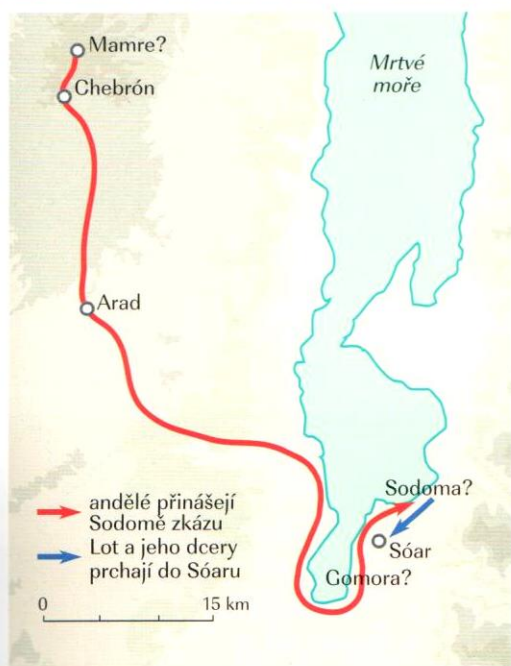 Mamre?
Chebrón
Mrtvé
moře
Arad
Sodoma?
Sóar
Gomora?
andělé přinášejí
Sodomě zkázu
Lot a jeho dcery
prchají do Sóaru
0 15 km